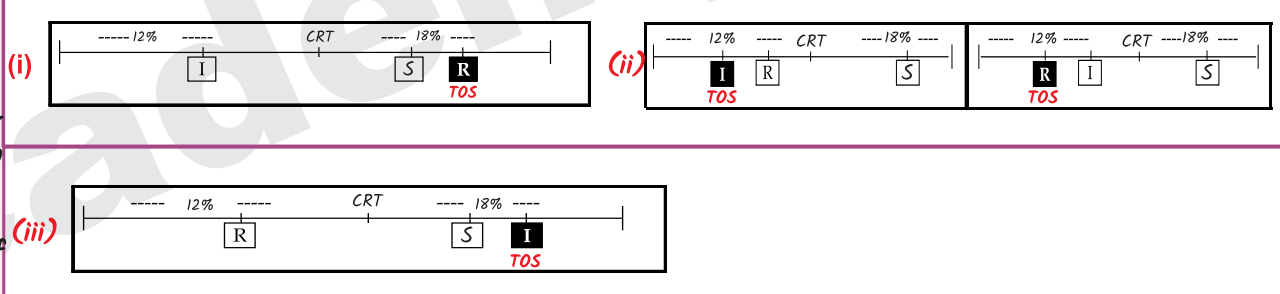 (i)
----- 12% ----- CRT ---- 18% ----
I S R
TOS
(ii)
----- 12% ----- CRT ----18% ----
I R S
TOS
----- 12% ----- CRT ----18% ----
R I S
TOS
(iii)
----- 12% ----- CRT ---- 18% ----
R S I
TOS